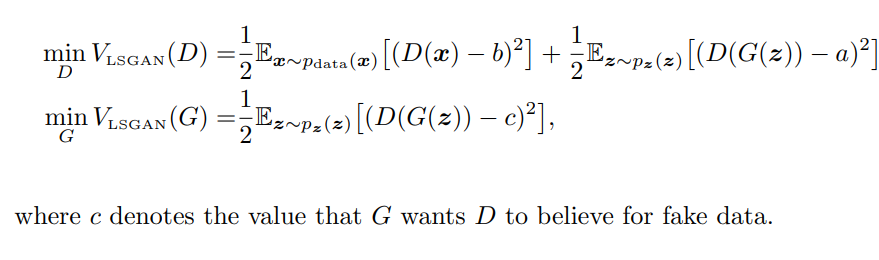 min_D V_LSGAN(D) = 1/2 𝔼_{x∼p_data(x)}[(D(x) − b)²] + 1/2 𝔼_{z∼p_z(z)}[(D(G(z)) − a)²]
min_G V_LSGAN(G) = 1/2 𝔼_{z∼p_z(z)}[(D(G(z)) − c)²],
where c denotes the value that G wants D to believe for fake data.